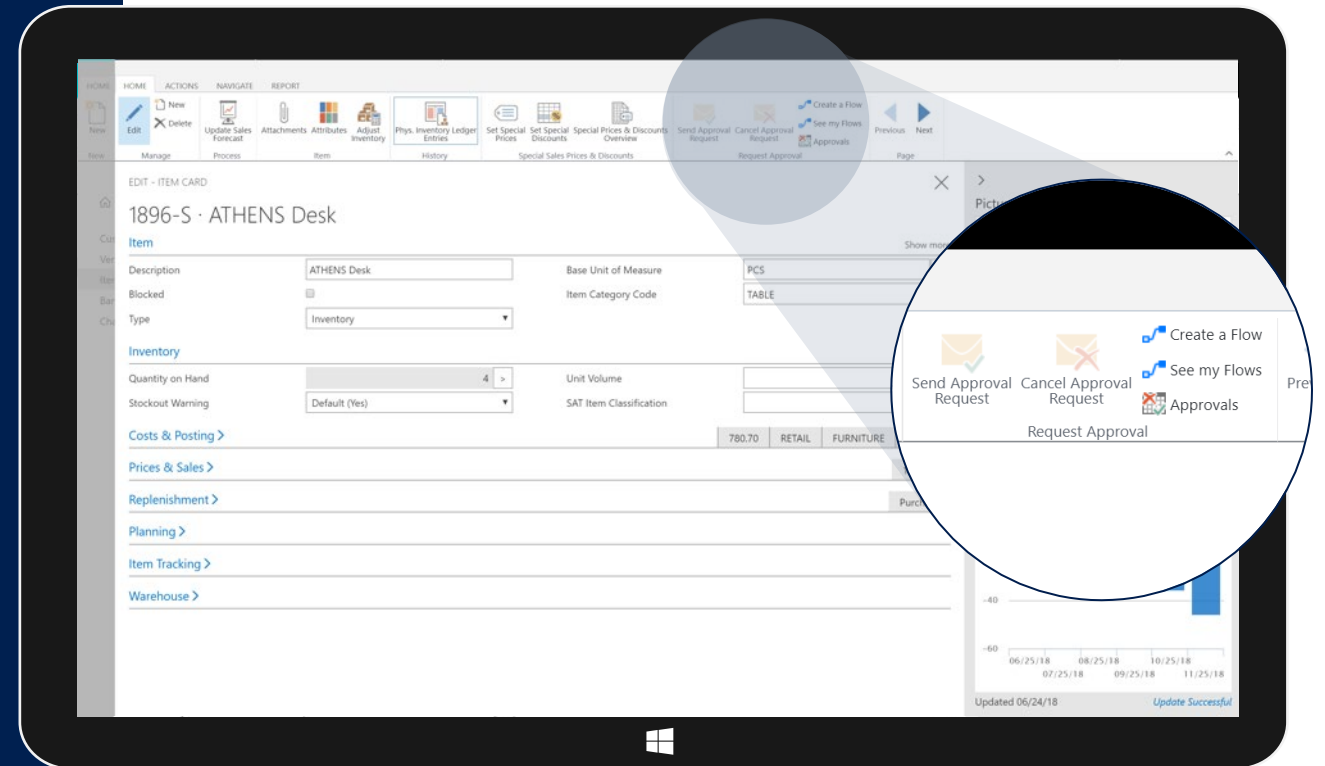 HOME HOME ACTIONS NAVIGATE REPORT
New Edit New Delete Update Sales Forecast Attachments Attributes Adjust Inventory Phys. Inventory Ledger Entries Set Special Prices Set Special Discounts Special Prices & Discounts Overview Send Approval Request Cancel Approval Request Create a Flow See my Flows Approvals Previous Next
New Manage Process Item History Special Sales Prices & Discounts Request Approval Page
EDIT - ITEM CARD
1896-S · ATHENS Desk
Item
Description ATHENS Desk Base Unit of Measure PCS
Blocked Item Category Code TABLE
Type Inventory
Inventory
Quantity on Hand 4 > Unit Volume
Stockout Warning Default (Yes) SAT Item Classification
Costs & Posting > 780.70 RETAIL FURNITURE
Prices & Sales >
Replenishment >
Planning >
Item Tracking >
Warehouse >
Send Approval Request Cancel Approval Request
Create a Flow
See my Flows
Approvals
Request Approval
-40
-60
06/25/18 08/25/18 10/25/18
07/25/18 09/25/18 11/25/18
Updated 06/24/18 Update Successful